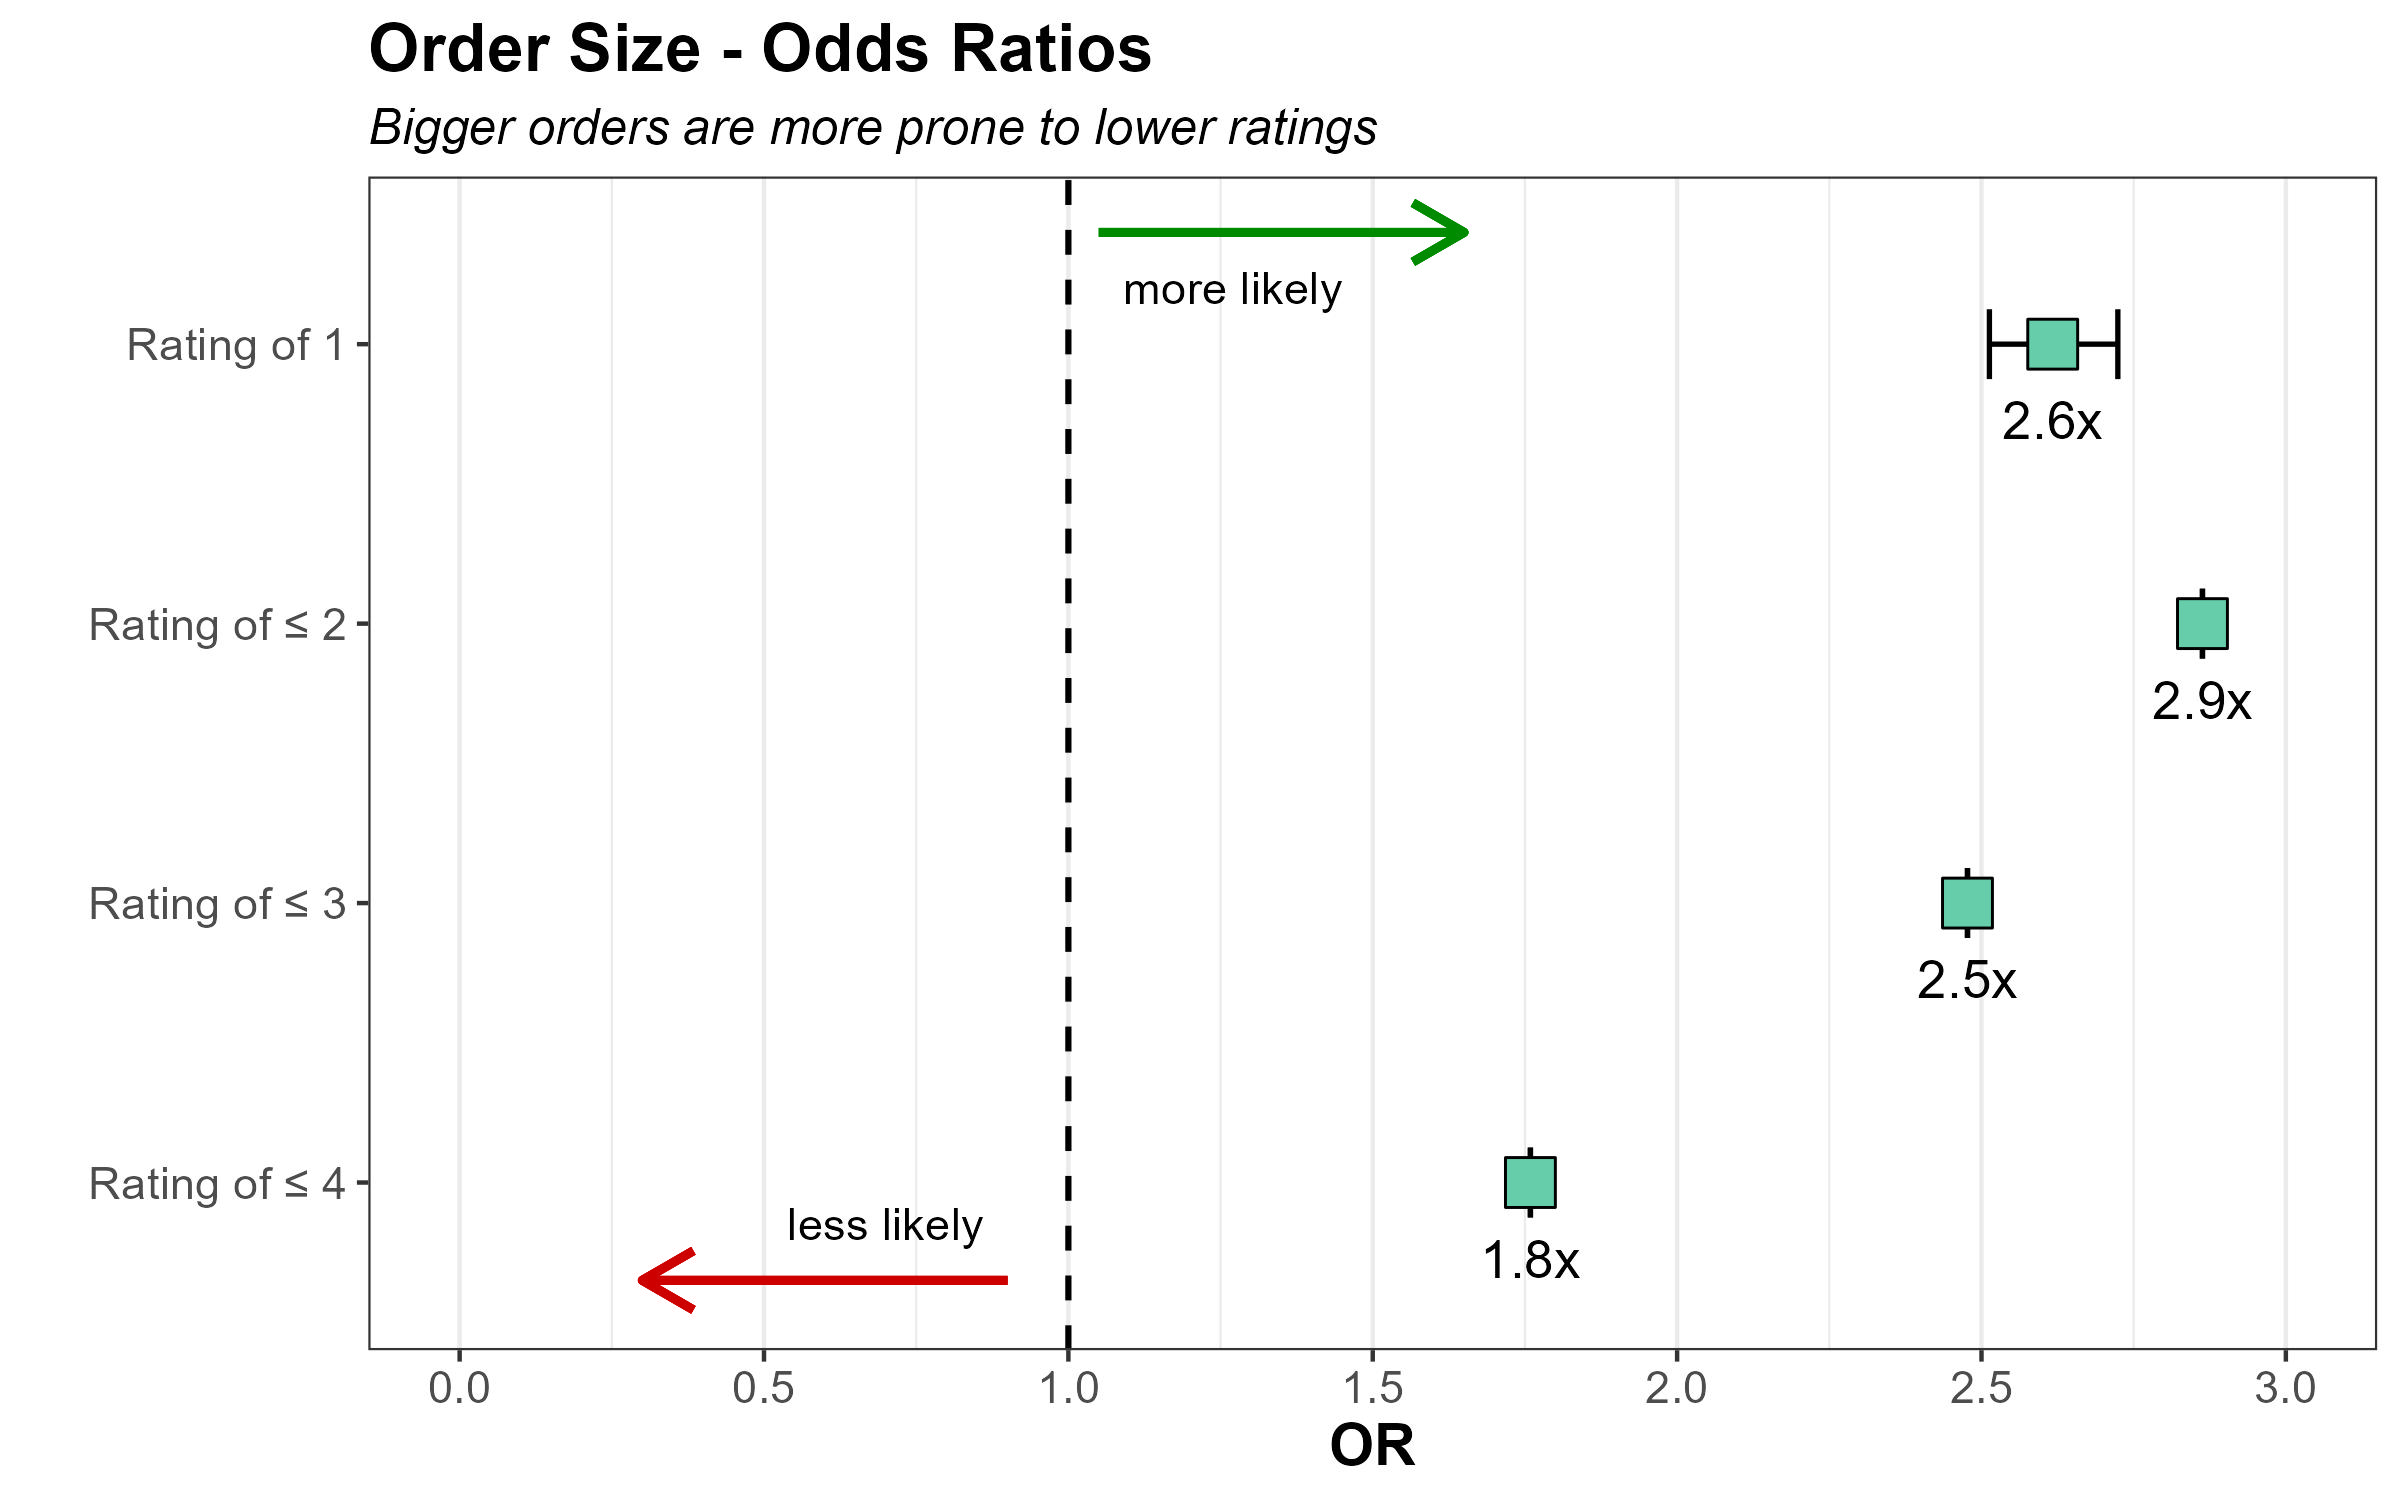 Order Size - Odds Ratios
Bigger orders are more prone to lower ratings
more likely
Rating of 1
2.6x
Rating of ≤ 2
2.9x
Rating of ≤ 3
2.5x
Rating of ≤ 4
less likely
1.8x
0.0 0.5 1.0 1.5 2.0 2.5 3.0
OR